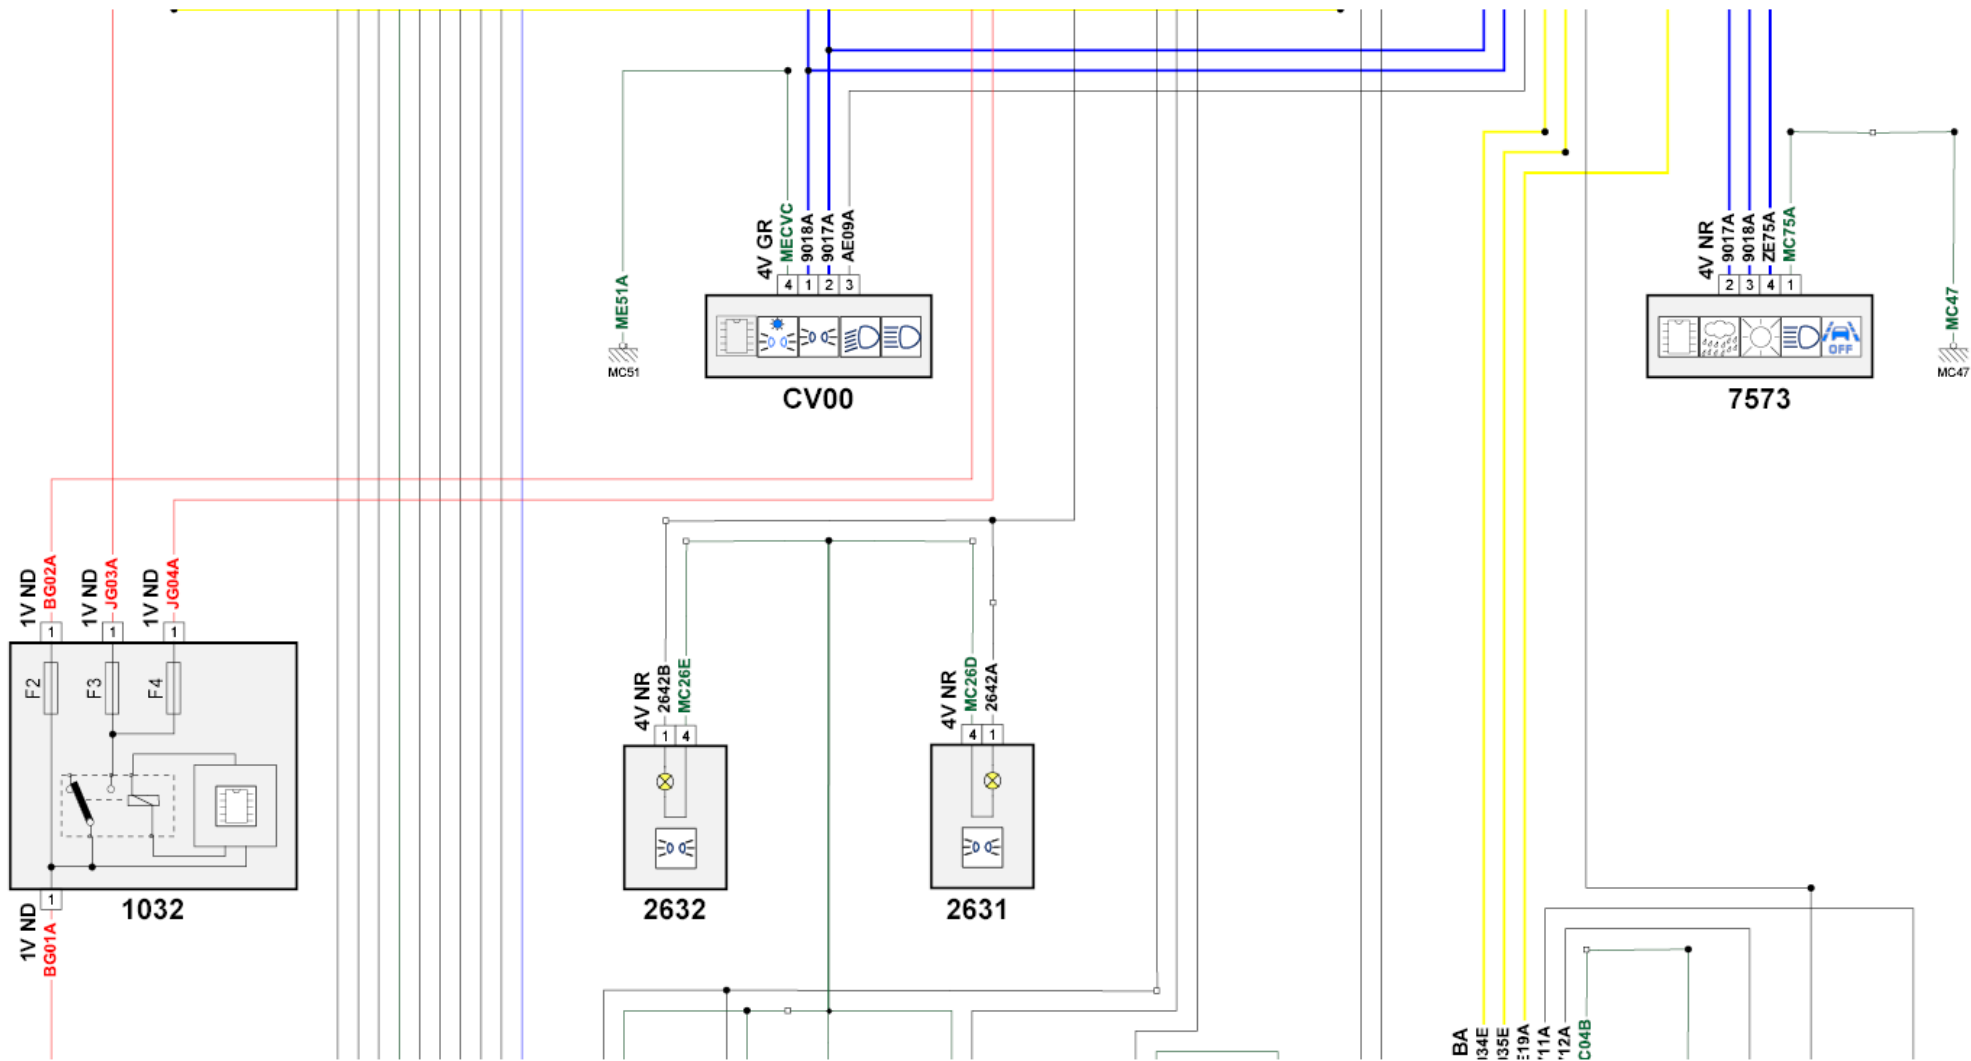 4V GR
MECVC
9018A
9017A
AE09A
4 1 2 3
CV00
ME51A
MC51
4V NR
9017A
9018A
ZE75A
MC75A
2 3 4 1
OFF
7573
MC47
MC47
1V ND
BG02A
1V ND
JG03A
1V ND
JG04A
1 1 1
F2
F3
F4
1
1032
1V ND
BG01A
4V NR
2642B
MC26E
1 4
2632
4V NR
MC26D
2642A
4 1
2631
BA